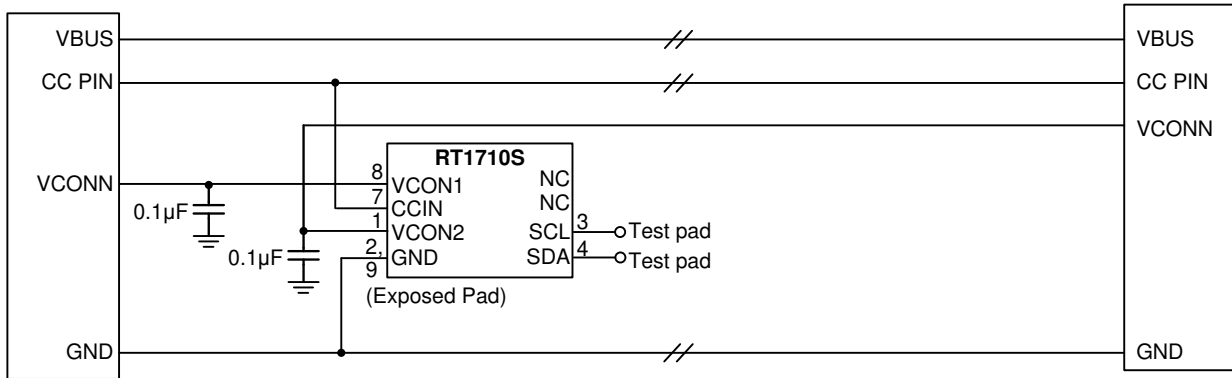 VBUS
VBUS
CC PIN
CC PIN
VCONN
RT1710S
VCONN
8
VCON1
NC
7
CCIN
NC
0.1µF
1
VCON2
SCL
3
Test pad
0.1µF
2,
9
GND
SDA
4
Test pad
(Exposed Pad)
GND
GND